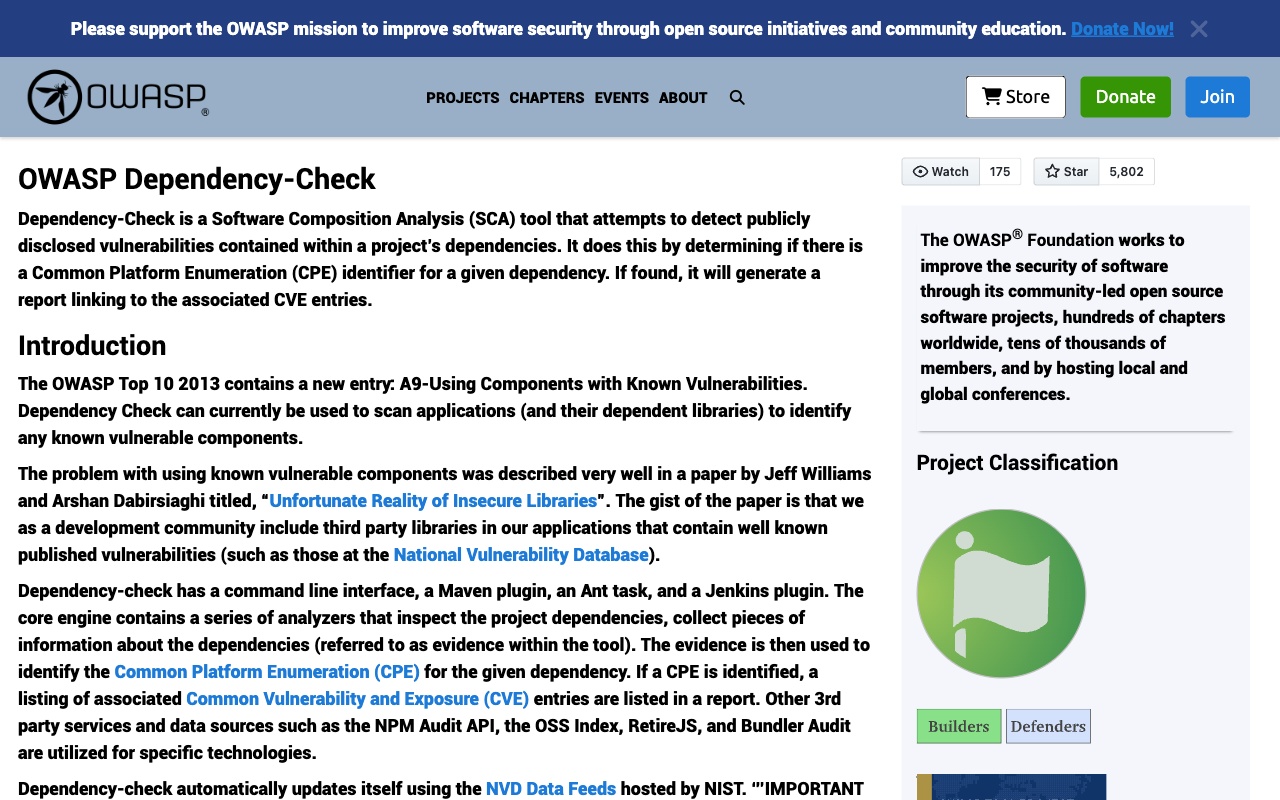 Please support the OWASP mission to improve software security through open source initiatives and community education. Donate Now!
OWASP®
PROJECTS CHAPTERS EVENTS ABOUT
Store
Donate
Join
OWASP Dependency-Check
Dependency-Check is a Software Composition Analysis (SCA) tool that attempts to detect publicly
disclosed vulnerabilities contained within a project's dependencies. It does this by determining if there is
a Common Platform Enumeration (CPE) identifier for a given dependency. If found, it will generate a
report linking to the associated CVE entries.
Introduction
The OWASP Top 10 2013 contains a new entry: A9-Using Components with Known Vulnerabilities.
Dependency Check can currently be used to scan applications (and their dependent libraries) to identify
any known vulnerable components.
The problem with using known vulnerable components was described very well in a paper by Jeff Williams
and Arshan Dabirsiaghi titled, “Unfortunate Reality of Insecure Libraries”. The gist of the paper is that we
as a development community include third party libraries in our applications that contain well known
published vulnerabilities (such as those at the National Vulnerability Database).
Dependency-check has a command line interface, a Maven plugin, an Ant task, and a Jenkins plugin. The
core engine contains a series of analyzers that inspect the project dependencies, collect pieces of
information about the dependencies (referred to as evidence within the tool). The evidence is then used to
identify the Common Platform Enumeration (CPE) for the given dependency. If a CPE is identified, a
listing of associated Common Vulnerability and Exposure (CVE) entries are listed in a report. Other 3rd
party services and data sources such as the NPM Audit API, the OSS Index, RetireJS, and Bundler Audit
are utilized for specific technologies.
Dependency-check automatically updates itself using the NVD Data Feeds hosted by NIST. “'IMPORTANT
Watch 175 Star 5,802
The OWASP® Foundation works to
improve the security of software
through its community-led open source
software projects, hundreds of chapters
worldwide, tens of thousands of
members, and by hosting local and
global conferences.
Project Classification
Builders Defenders